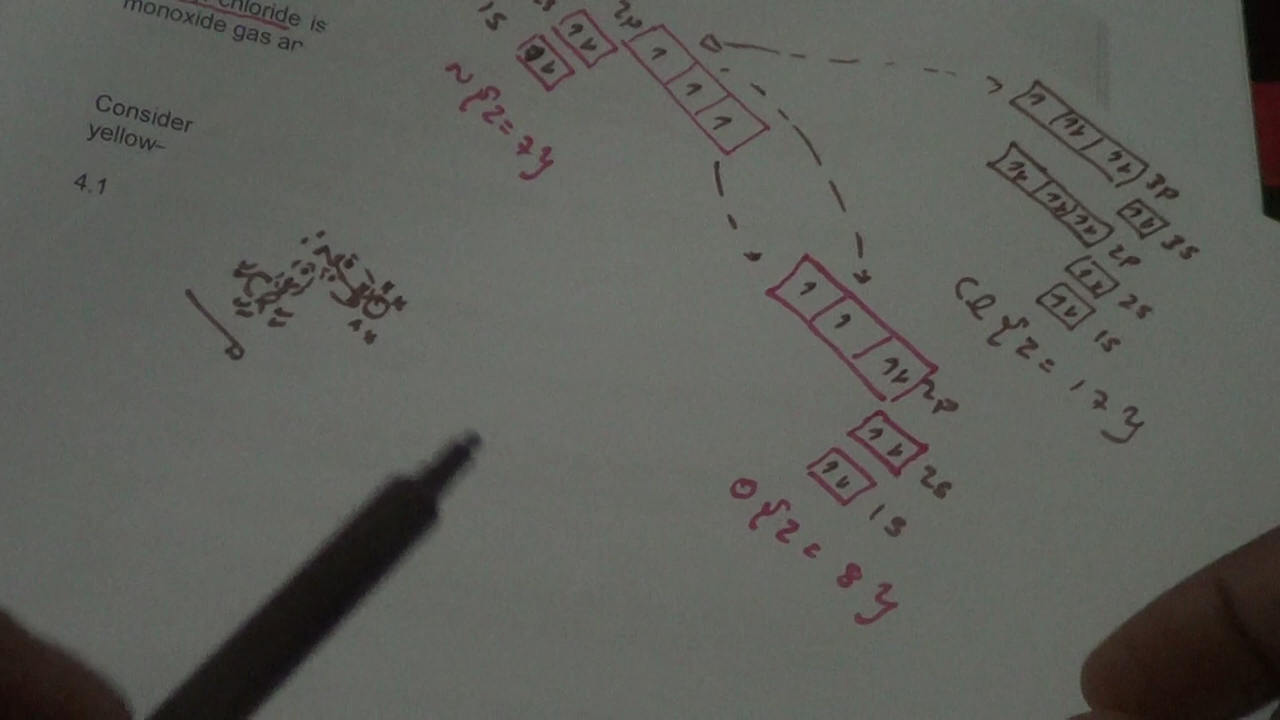 chloride is
monoxide gas ar
Consider
yellow-
4.1
1s
2p
N {z = 7}
3p
3s
2p
2s
1s
Cl {z = 17}
2p
2s
1s
O {z = 8}